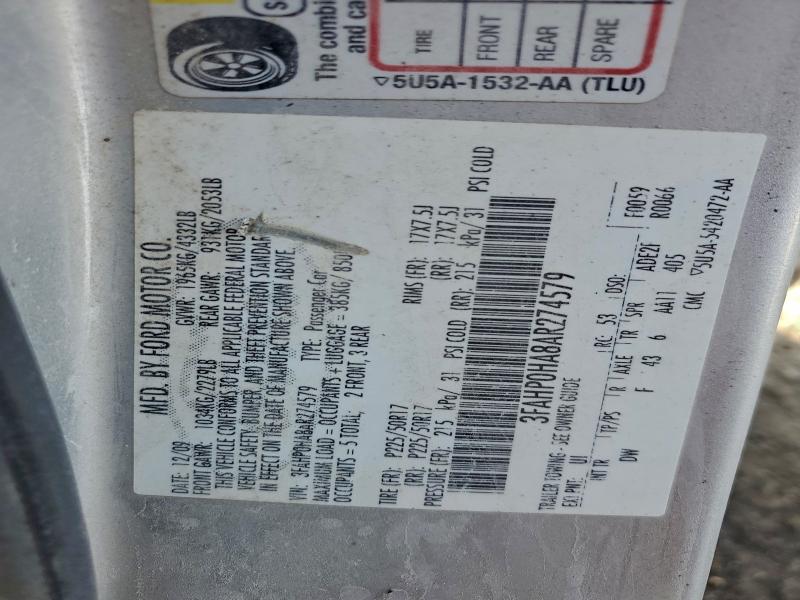 The combi
and ca
TIRE
FRONT
REAR
SPARE
5U5A-1532-AA (TLU)
MFD. BY FORD MOTOR CO.
DATE: 12/09 GVWR: 1965KG/4332LB
FRONT GAWR: 1034KG/2279LB REAR GAWR: 931KG/2053LB
THIS VEHICLE CONFORMS TO ALL APPLICABLE FEDERAL MOTOR
VEHICLE SAFETY, BUMPER, AND THEFT PREVENTION STANDAR
IN EFFECT ON THE DATE OF MANUFACTURE SHOWN ABOVE.
VIN: 3FAHP0HA8AR274579 TYPE: Passenger Car
MAXIMUM LOAD = OCCUPANTS + LUGGAGE = 385KG/ 850
OCCUPANTS = 5 TOTAL; 2 FRONT, 3 REAR
TIRE (FR): P225/50R17 RIMS (FR): 17X7.5J
(RR): P225/50R17 (RR): 17X7.5J
PRESSURE (FR): 215 kPa/ 31 PSI COLD (RR): 215 kPa/ 31 PSI COLD
3FAHP0HA8AR274579
TRAILER TOWING - SEE OWNER GUIDE
EXT PNT: UI RC: 53 DSO: F0059
INT TR TP/PS R AXLE TR SPR ADE2F R0066
DW F 43 6 AA11 405
CMC 5U5A-5420472-AA